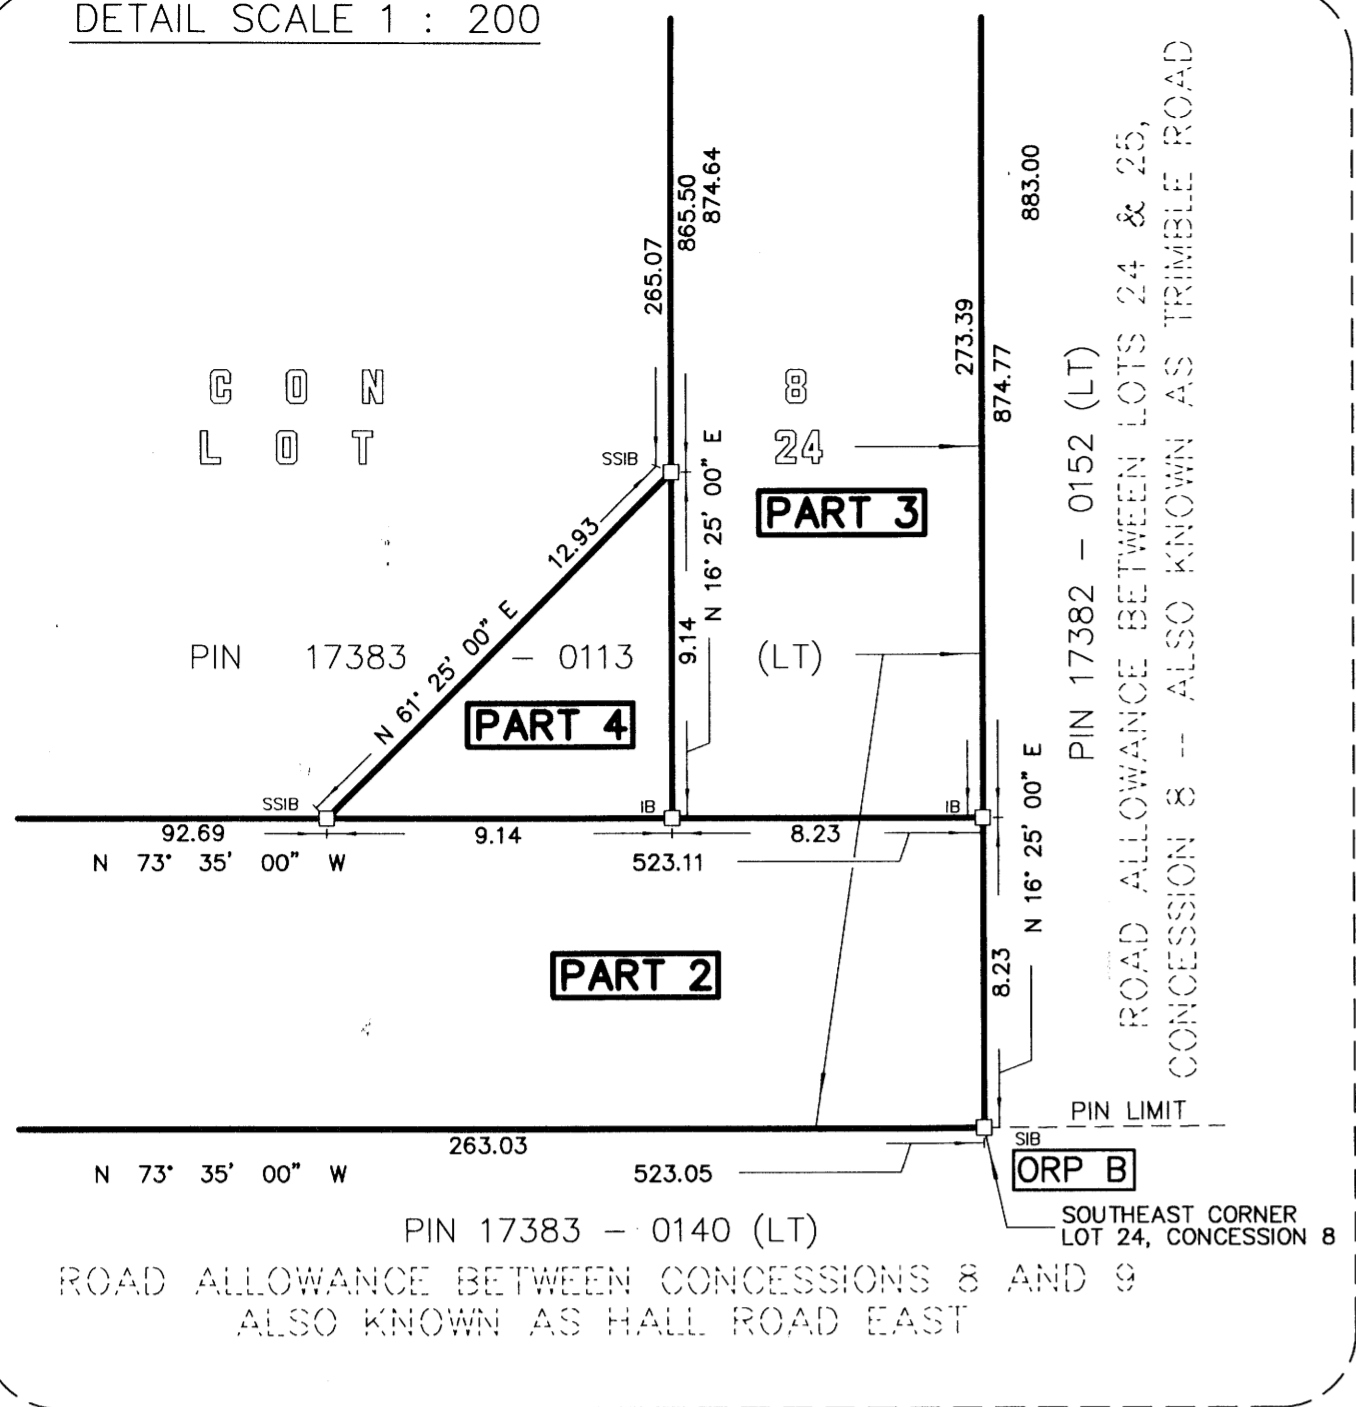 DETAIL SCALE 1 : 200
865.50
874.64
265.07
883.00
273.39
874.77
CON 8
LOT 24
SSIB
PART 3
N 16° 25' 00" E
12.93
N 61° 25' 00" E
9.14
PIN 17383 - 0113 (LT)
PART 4
SSIB
IB
IB
92.69
9.14
8.23
N 73° 35' 00" W
523.11
N 16° 25' 00" E
8.23
PART 2
PIN 17382 - 0152 (LT)
ROAD ALLOWANCE BETWEEN LOTS 24 & 25,
CONCESSION 8 -- ALSO KNOWN AS TRIMBLE ROAD
PIN LIMIT
SIB
ORP B
263.03
N 73° 35' 00" W
523.05
SOUTHEAST CORNER
LOT 24, CONCESSION 8
PIN 17383 - 0140 (LT)
ROAD ALLOWANCE BETWEEN CONCESSIONS 8 AND 9
ALSO KNOWN AS HALL ROAD EAST